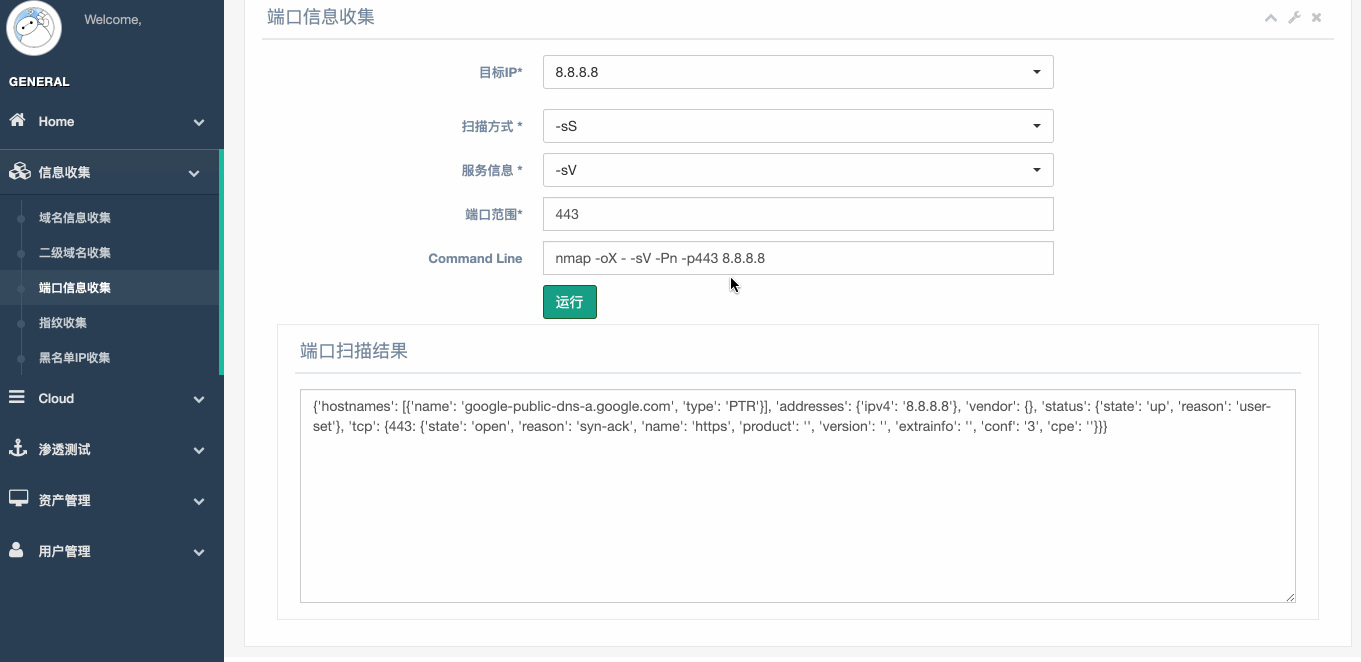 Welcome,
GENERAL
Home
信息收集
域名信息收集
二级域名收集
端口信息收集
指纹收集
黑名单IP收集
Cloud
渗透测试
资产管理
用户管理
端口信息收集
目标IP* 8.8.8.8
扫描方式 * -sS
服务信息 * -sV
端口范围* 443
Command Line nmap -oX - -sV -Pn -p443 8.8.8.8
运行
端口扫描结果
{'hostnames': [{'name': 'google-public-dns-a.google.com', 'type': 'PTR'}], 'addresses': {'ipv4': '8.8.8.8'}, 'vendor': {}, 'status': {'state': 'up', 'reason': 'user-
set'}, 'tcp': {443: {'state': 'open', 'reason': 'syn-ack', 'name': 'https', 'product': '', 'version': '', 'extrainfo': '', 'conf': '3', 'cpe': ''}}}